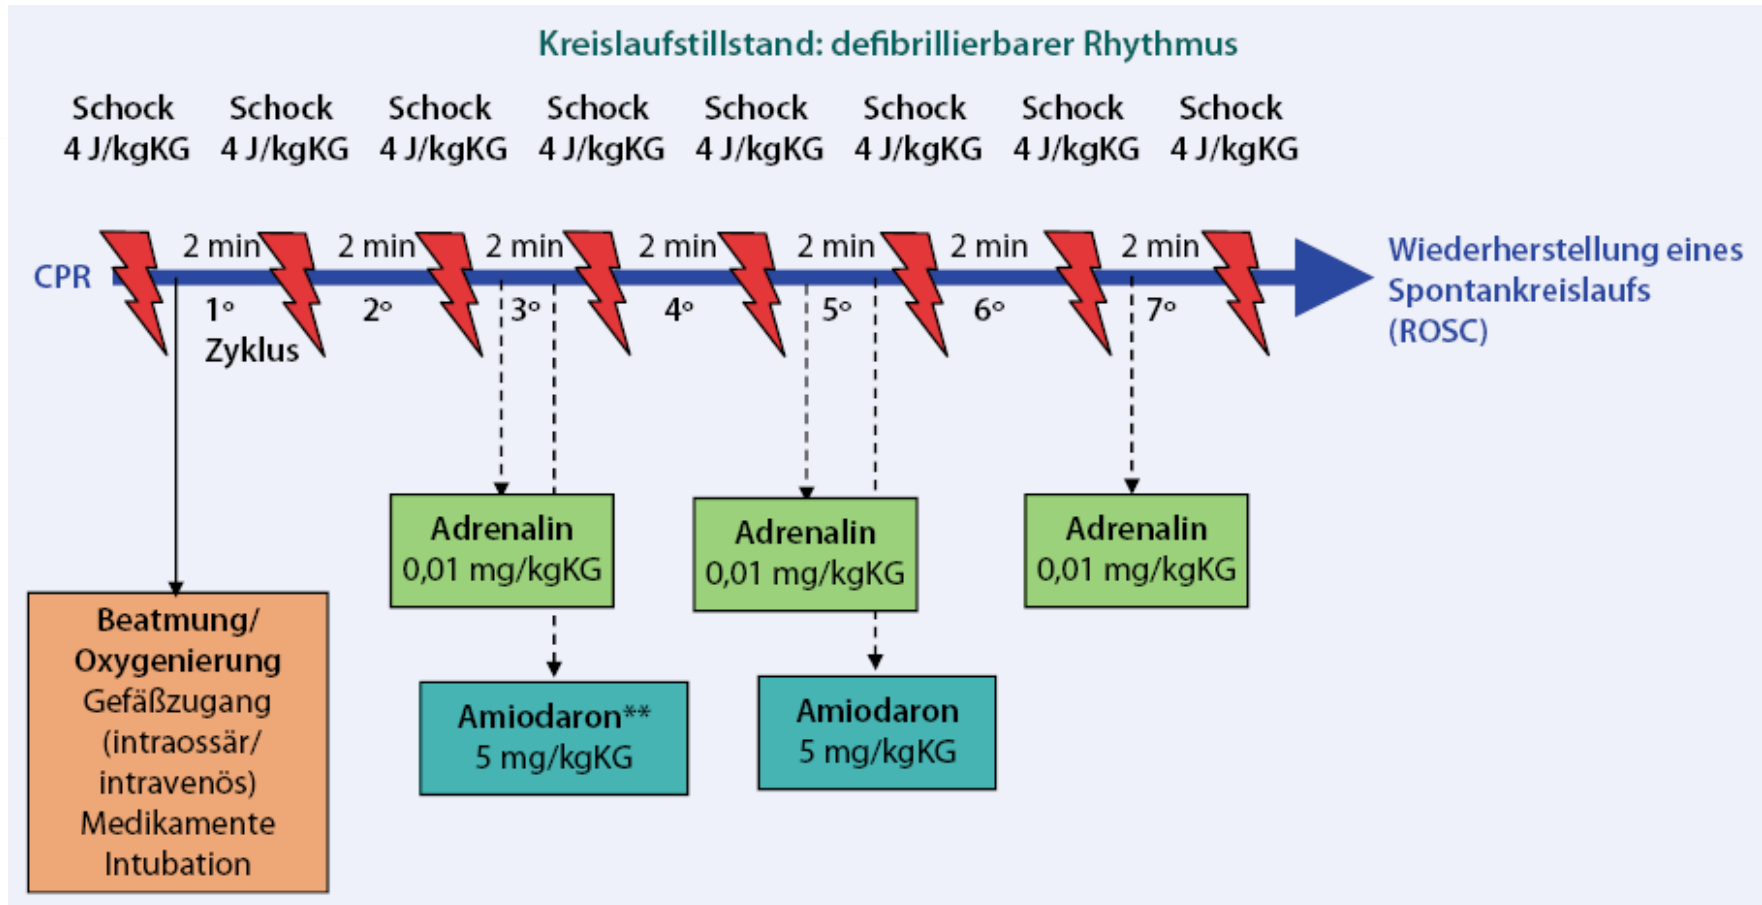 Kreislaufstillstand: defibrillierbarer Rhythmus
Schock Schock Schock Schock Schock Schock Schock Schock
4 J/kgKG 4 J/kgKG 4 J/kgKG 4 J/kgKG 4 J/kgKG 4 J/kgKG 4 J/kgKG 4 J/kgKG
2 min 2 min 2 min 2 min 2 min 2 min 2 min
CPR
1° 2° 3° 4° 5° 6° 7°
Zyklus
Wiederherstellung eines
Spontankreislaufs
(ROSC)
Adrenalin
0,01 mg/kgKG
Adrenalin
0,01 mg/kgKG
Adrenalin
0,01 mg/kgKG
Beatmung/
Oxygenierung
Gefäßzugang
(intraossär/
intravenös)
Medikamente
Intubation
Amiodaron**
5 mg/kgKG
Amiodaron
5 mg/kgKG